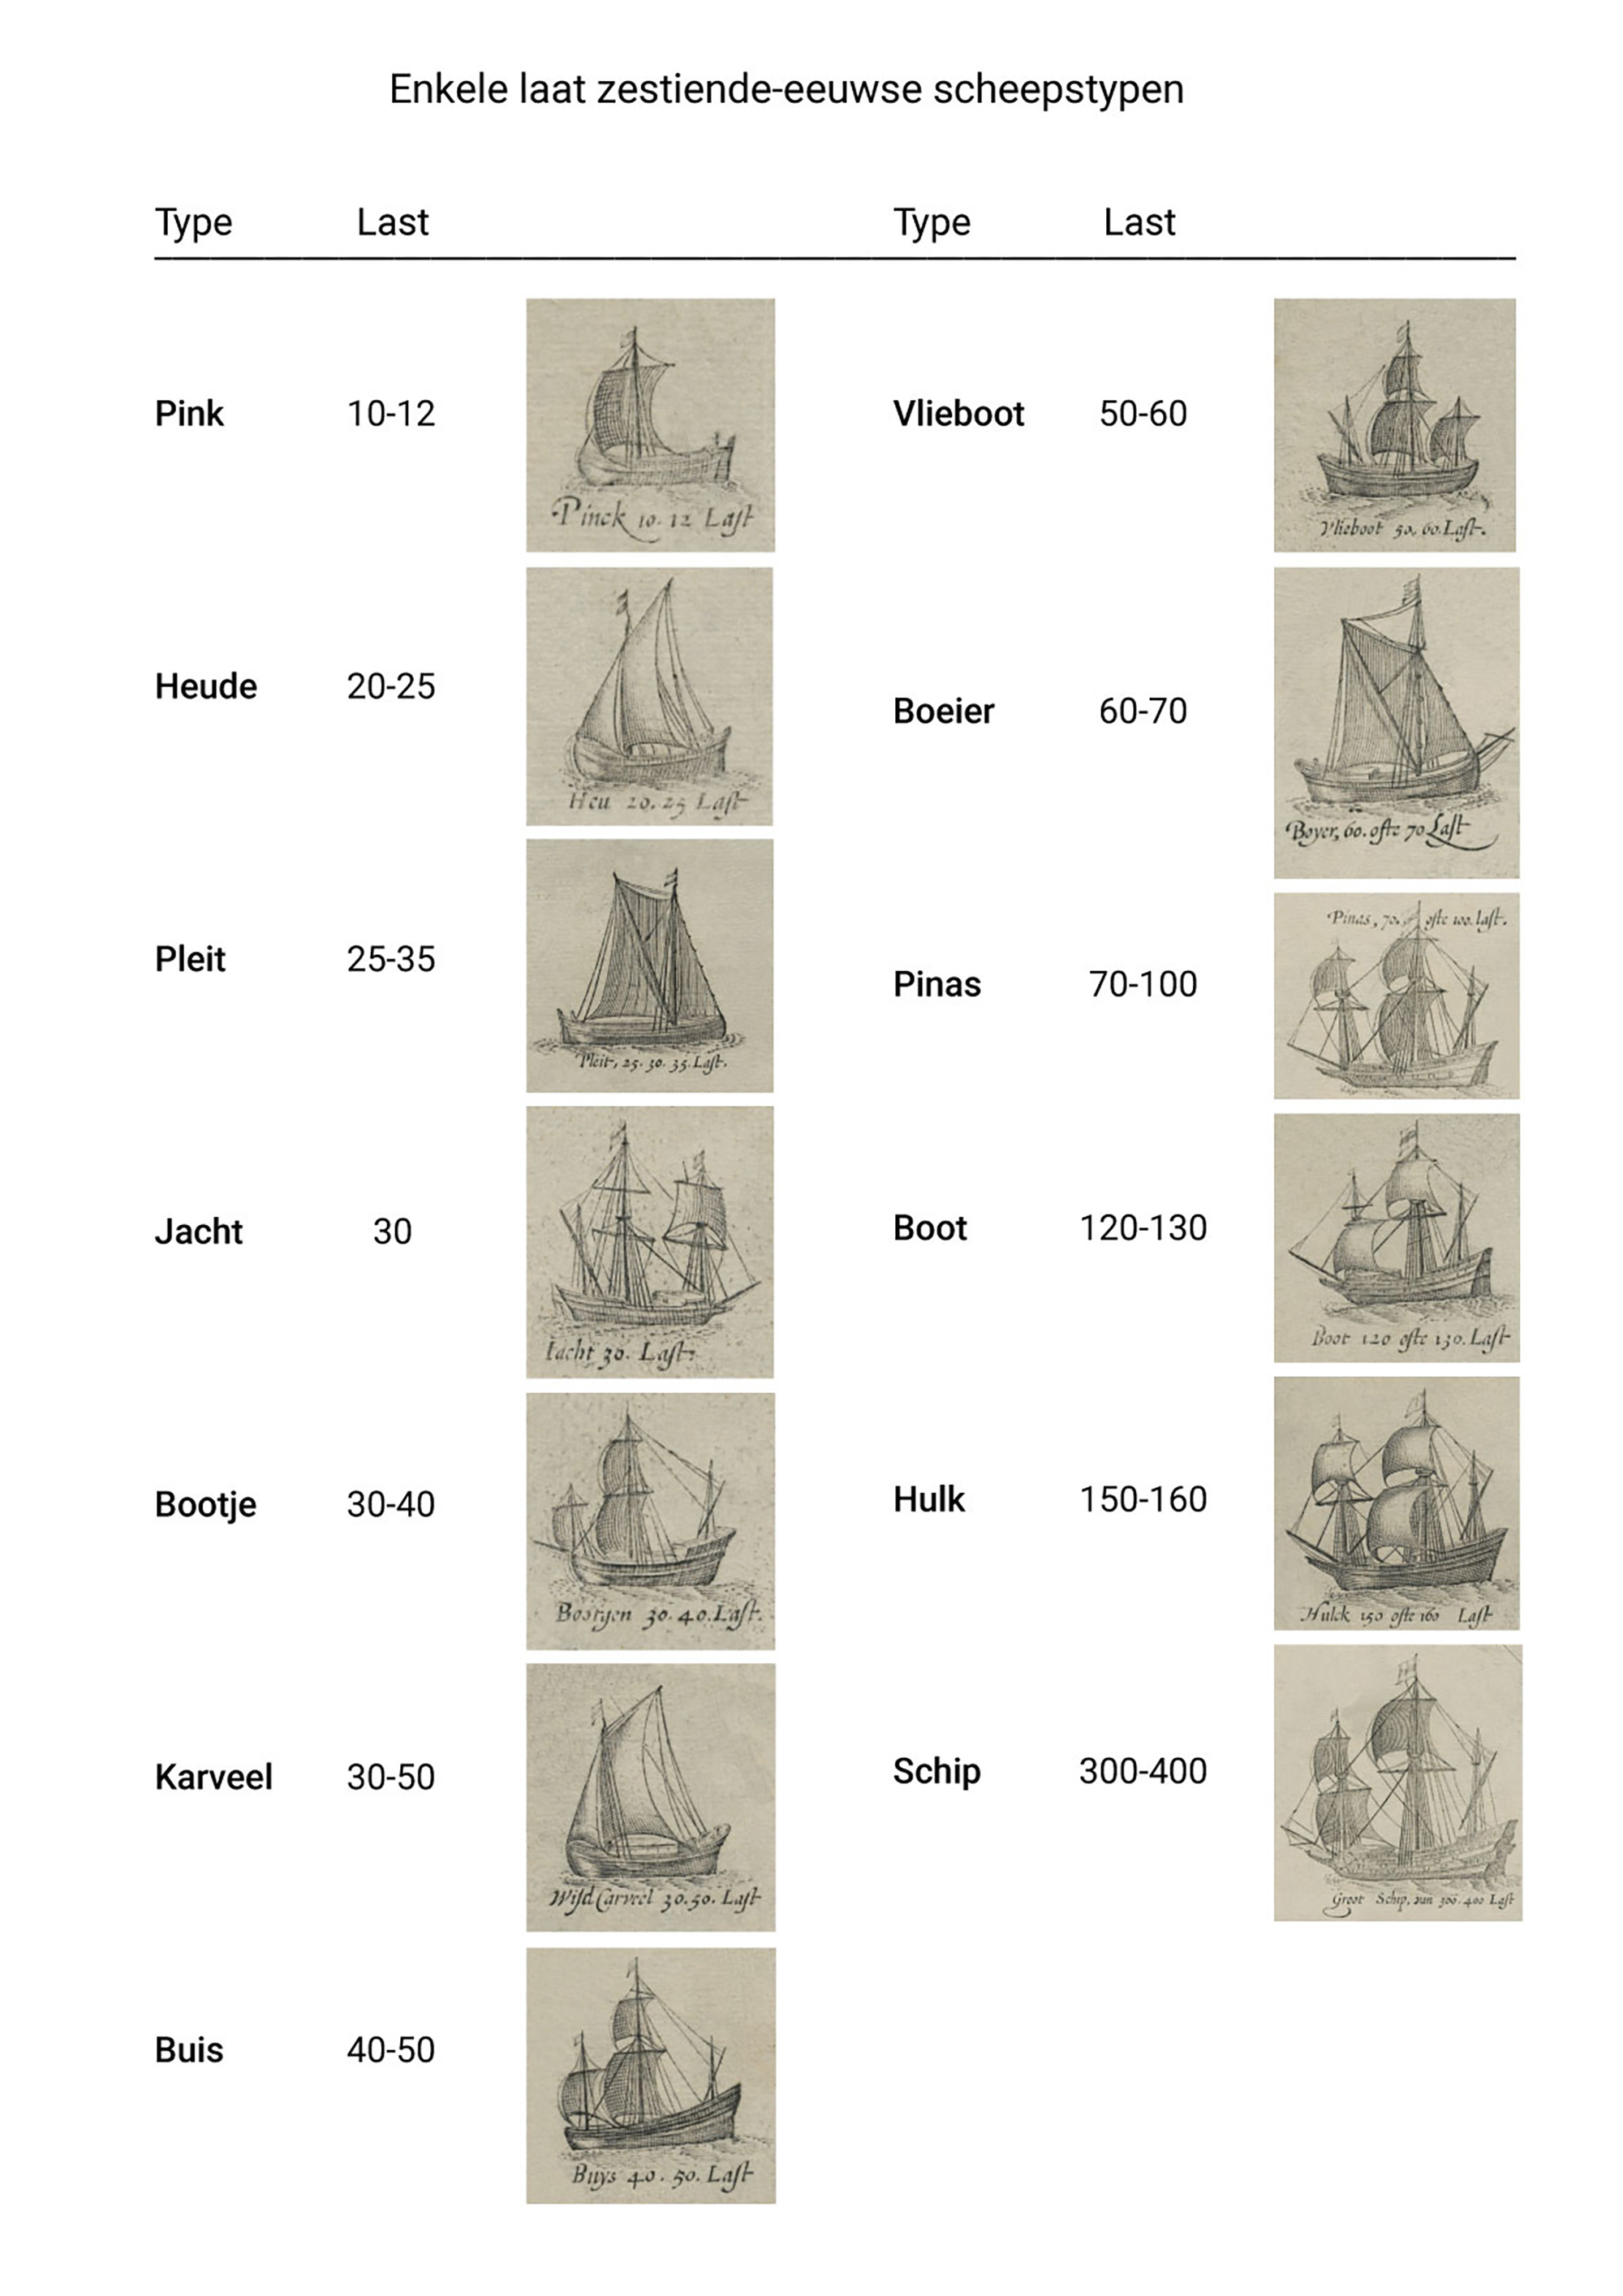 Enkele laat zestiende-eeuwse scheepstypen
Type Last
Pink 10-12
Pinck 10. 12 Laſt
Heude 20-25
Heu 20. 25 Laſt
Pleit 25-35
Pleit, 25. 30. 35. Laſt.
Jacht 30
Iacht 30. Laſt.
Bootje 30-40
Bootgen 30. 40. Laſt.
Karveel 30-50
Wijd Carveel 30. 50. Laſt
Buis 40-50
Buys 40. 50. Laſt
Type Last
Vlieboot 50-60
Vlieboot 50. 60. Laſt.
Boeier 60-70
Boyer, 60. ofte 70 Laſt
Pinas 70-100
Pinas, 70. ofte 100. laſt.
Boot 120-130
Boot 120 ofte 130. Laſt
Hulk 150-160
Hulck 150 ofte 160 Laſt
Schip 300-400
Groot Schip, van 300. 400 Laſt